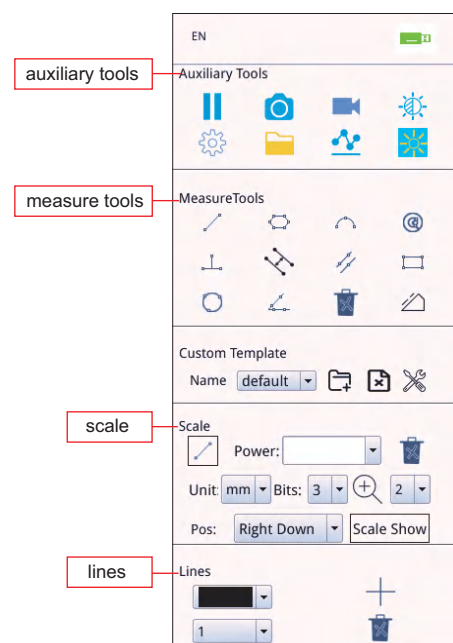 EN
auxiliary tools
Auxiliary Tools
measure tools
MeasureTools
Custom Template
Name default
scale
Scale
Power:
Unit: mm Bits: 3 2
Pos: Right Down Scale Show
lines
Lines
1